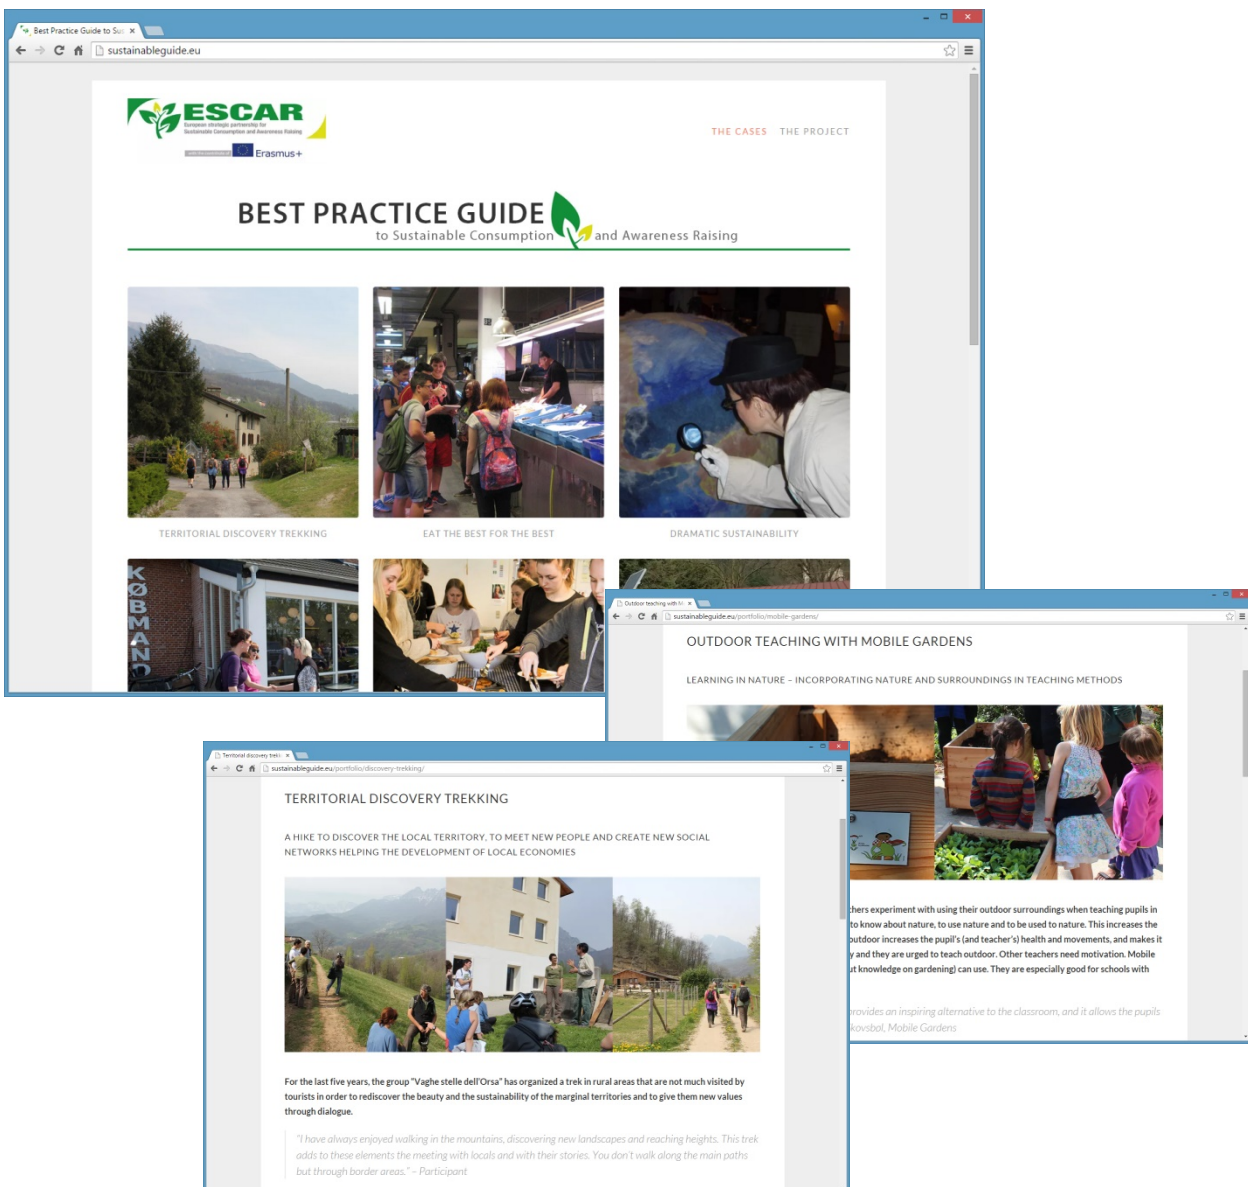 Best Practice Guide to Sus
sustainableguide.eu
ESCAR
European strategic partnership for
Sustainable Consumption and Awareness Raising
Erasmus+
THE CASES THE PROJECT
BEST PRACTICE GUIDE
to Sustainable Consumption and Awareness Raising
TERRITORIAL DISCOVERY TREKKING
EAT THE BEST FOR THE BEST
DRAMATIC SUSTAINABILITY
KØBMAND
Outdoor teaching with M
sustainableguide.eu/portfolio/mobile-gardens/
OUTDOOR TEACHING WITH MOBILE GARDENS
LEARNING IN NATURE – INCORPORATING NATURE AND SURROUNDINGS IN TEACHING METHODS
chers experiment with using their outdoor surroundings when teaching pupils in
to know about nature, to use nature and to be used to nature. This increases the
outdoor increases the pupil's (and teacher's) health and movements, and makes it
y and they are urged to teach outdoor. Other teachers need motivation. Mobile
ut knowledge on gardening) can use. They are especially good for schools with
provides an inspiring alternative to the classroom, and it allows the pupils
kovsbol, Mobile Gardens
Territorial discovery trekk
sustainableguide.eu/portfolio/discovery-trekking/
TERRITORIAL DISCOVERY TREKKING
A HIKE TO DISCOVER THE LOCAL TERRITORY, TO MEET NEW PEOPLE AND CREATE NEW SOCIAL
NETWORKS HELPING THE DEVELOPMENT OF LOCAL ECONOMIES
For the last five years, the group "Vaghe stelle dell'Orsa" has organized a trek in rural areas that are not much visited by
tourists in order to rediscover the beauty and the sustainability of the marginal territories and to give them new values
through dialogue.
"I have always enjoyed walking in the mountains, discovering new landscapes and reaching heights. This trek
adds to these elements the meeting with locals and with their stories. You don't walk along the main paths
but through border areas." – Participant